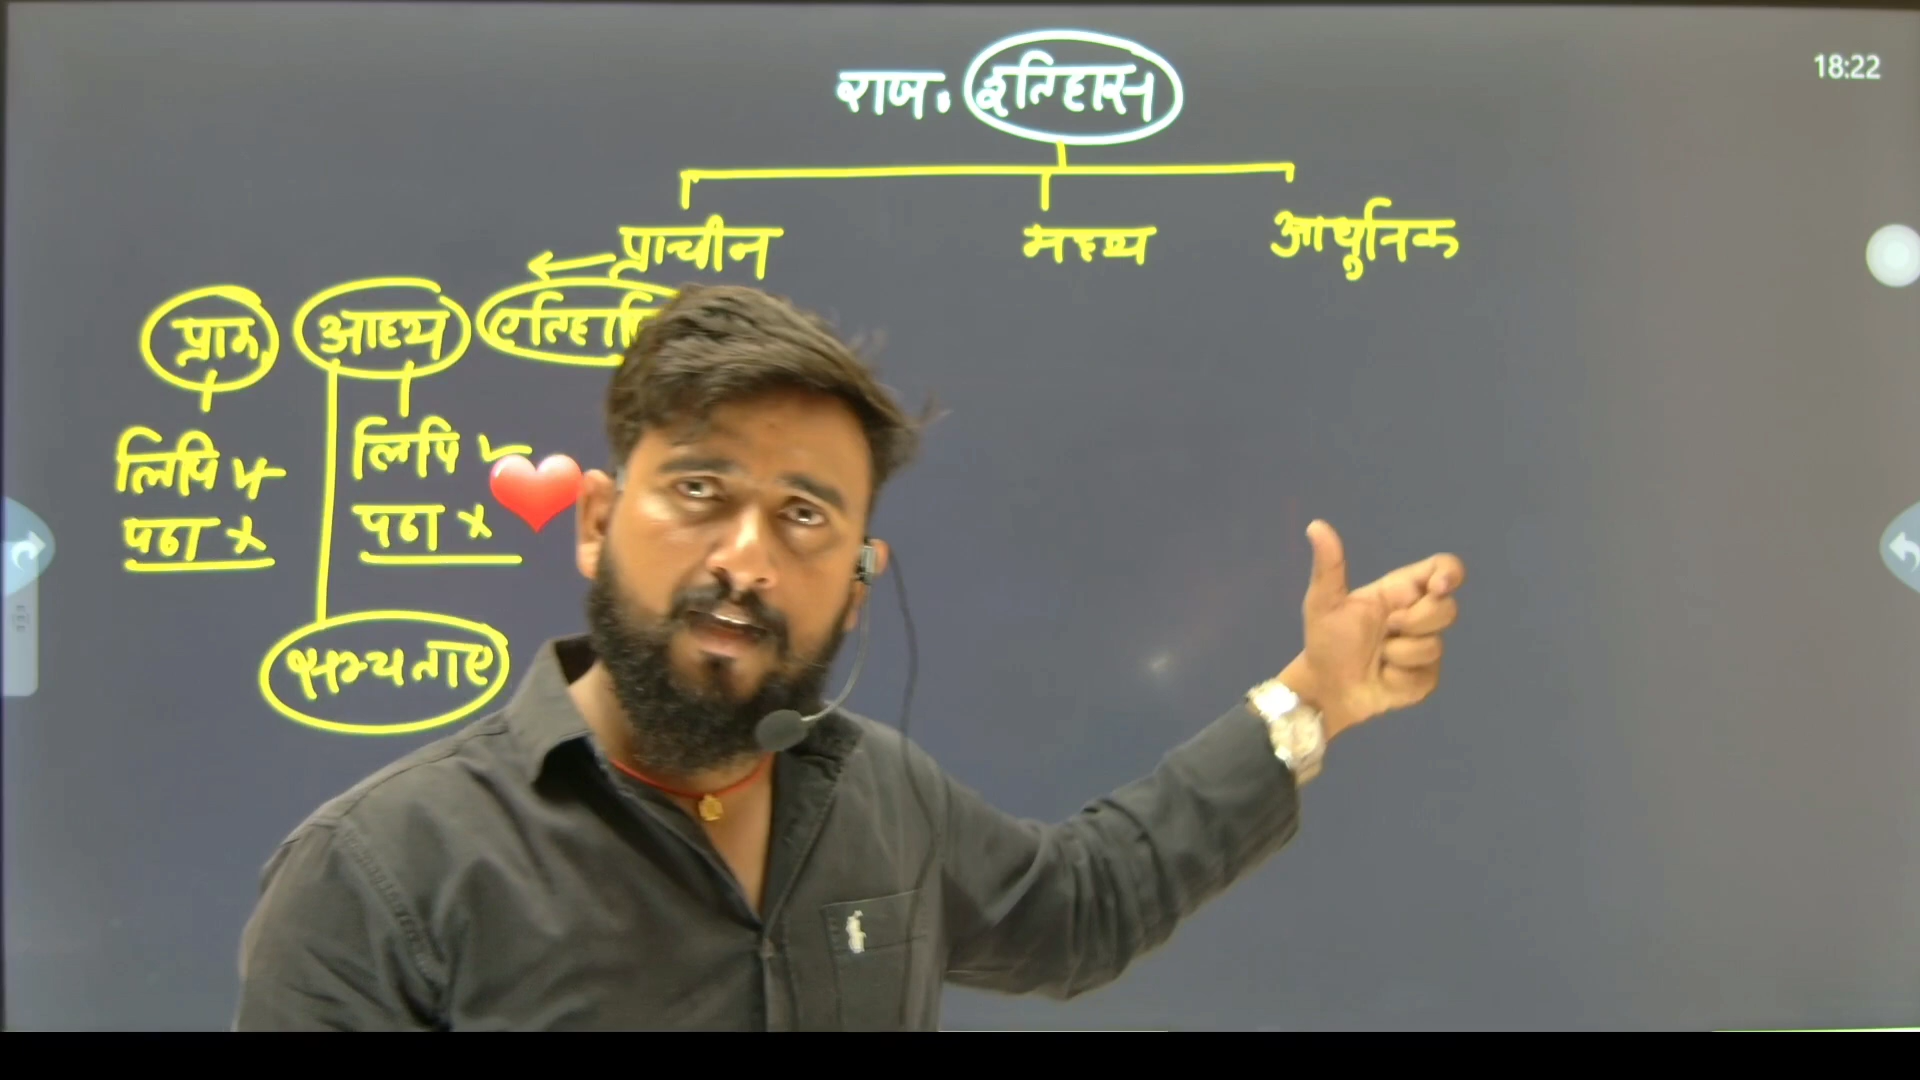 राज. इतिहास
18:22
प्राचीन मध्य आधुनिक
प्राग. आद्य
लिपि लिपि
पढा x पढा x
सभ्यताए